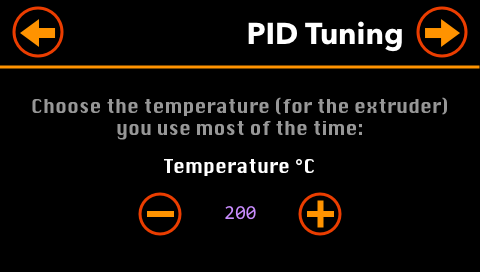 PID Tuning
Choose the temperature (for the extruder)
you use most of the time:
Temperature °C
200